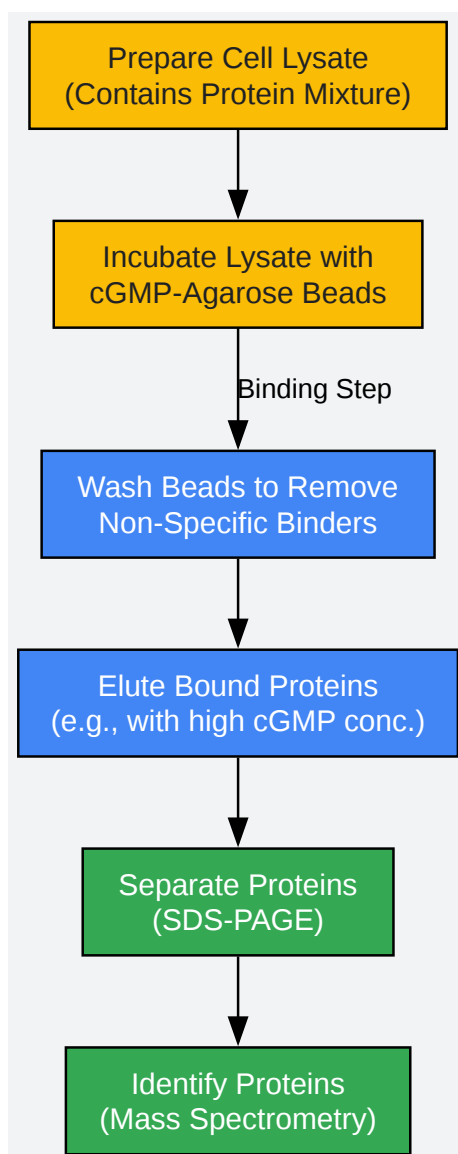 Prepare Cell Lysate
(Contains Protein Mixture)
Incubate Lysate with
cGMP-Agarose Beads
Binding Step
Wash Beads to Remove
Non-Specific Binders
Elute Bound Proteins
(e.g., with high cGMP conc.)
Separate Proteins
(SDS-PAGE)
Identify Proteins
(Mass Spectrometry)